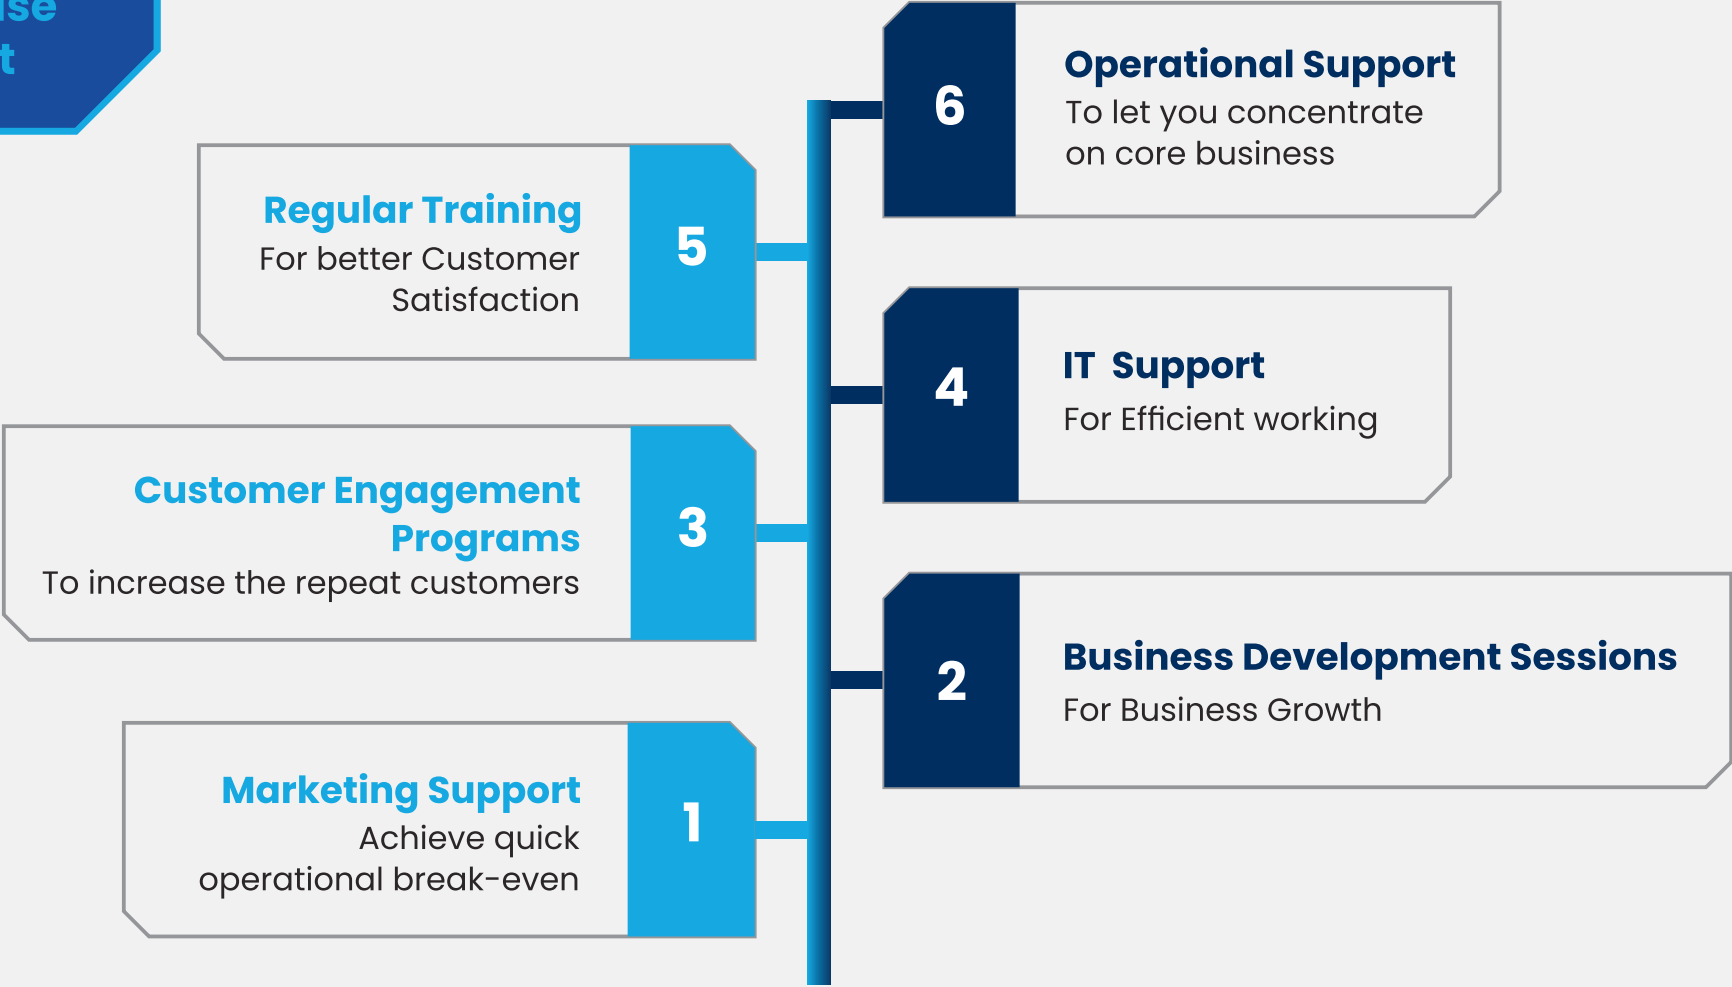 6
Operational Support
To let you concentrate
on core business
Regular Training
For better Customer
Satisfaction
5
4
IT Support
For Efficient working
Customer Engagement
Programs
To increase the repeat customers
3
2
Business Development Sessions
For Business Growth
Marketing Support
Achieve quick
operational break-even
1